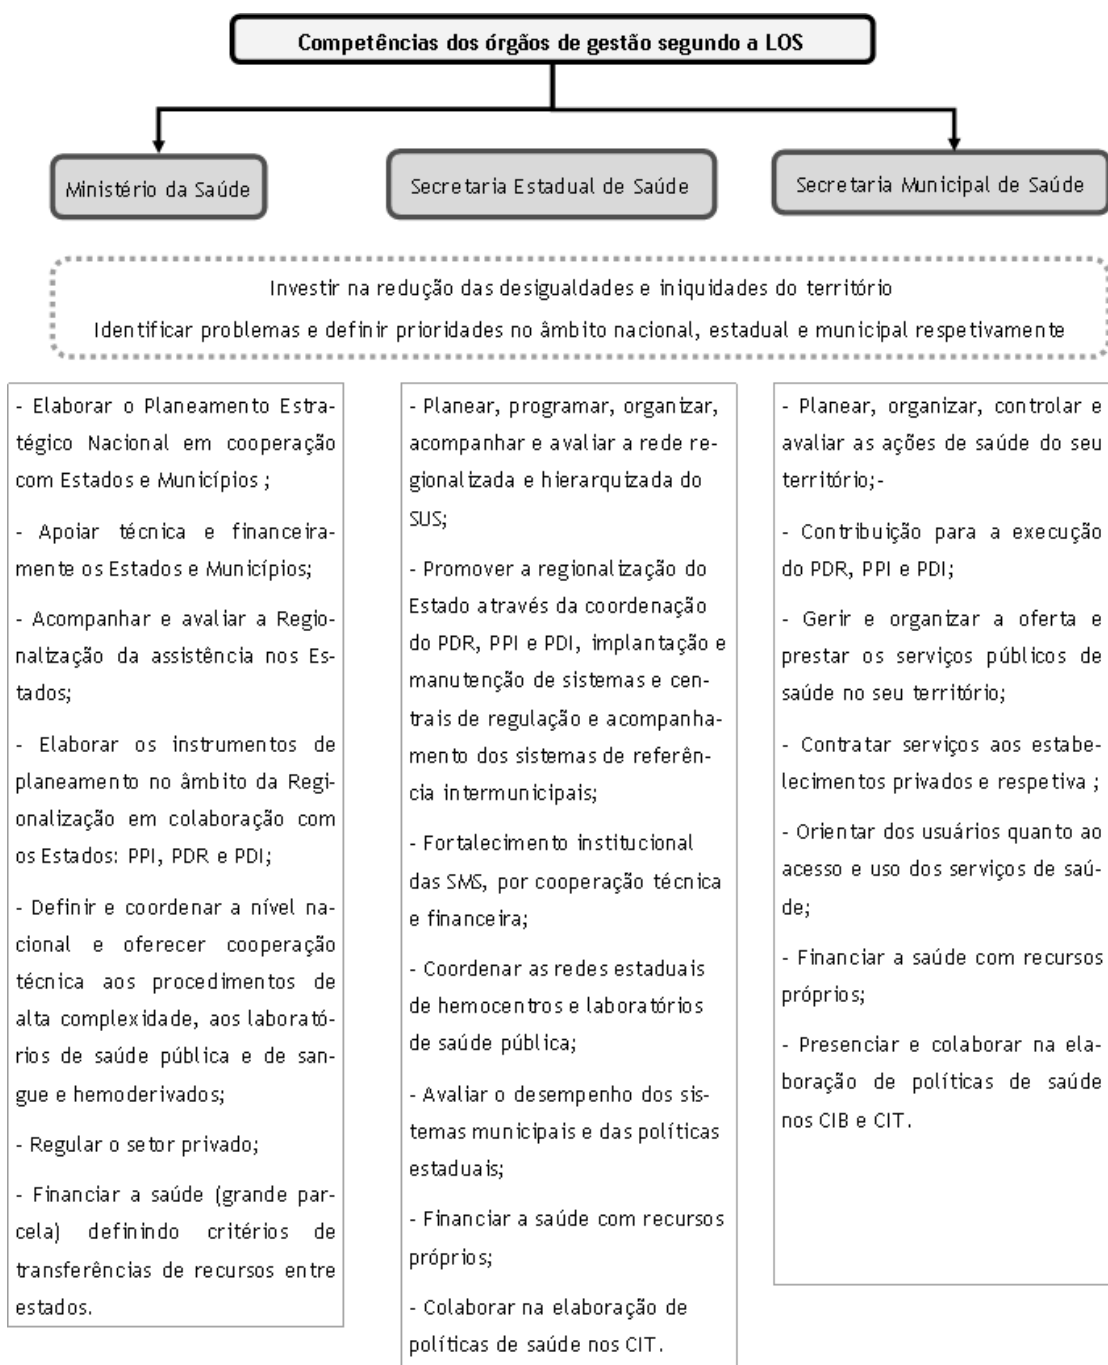 Competências dos órgãos de gestão segundo a LOS
Ministério da Saúde
Secretaria Estadual de Saúde
Secretaria Municipal de Saúde
Investir na redução das desigualdades e iniquidades do território
Identificar problemas e definir prioridades no âmbito nacional, estadual e municipal respetivamente
- Elaborar o Planeamento Estra-
tégico Nacional em cooperação
com Estados e Municípios ;
- Apoiar técnica e financeira-
mente os Estados e Municípios;
- Acompanhar e avaliar a Regio-
nalização da assistência nos Es-
tados;
- Elaborar os instrumentos de
planeamento no âmbito da Regi-
onalização em colaboração com
os Estados: PPI, PDR e PDI;
- Definir e coordenar a nível na-
cional e oferecer cooperação
técnica aos procedimentos de
alta complexidade, aos laborató-
rios de saúde pública e de san-
gue e hemoderivados;
- Regular o setor privado;
- Financiar a saúde (grande par-
cela) definindo critérios de
transferências de recursos entre
estados.
- Planear, programar, organizar,
acompanhar e avaliar a rede re-
gionalizada e hierarquizada do
SUS;
- Promover a regionalização do
Estado através da coordenação
do PDR, PPI e PDI, implantação e
manutenção de sistemas e cen-
trais de regulação e acompanha-
mento dos sistemas de referên-
cia intermunicipais;
- Fortalecimento institucional
das SMS, por cooperação técnica
e financeira;
- Coordenar as redes estaduais
de hemocentros e laboratórios
de saúde pública;
- Avaliar o desempenho dos sis-
temas municipais e das políticas
estaduais;
- Financiar a saúde com recursos
próprios;
- Colaborar na elaboração de
políticas de saúde nos CIT.
- Planear, organizar, controlar e
avaliar as ações de saúde do seu
território;-
- Contribuição para a execução
do PDR, PPI e PDI;
- Gerir e organizar a oferta e
prestar os serviços públicos de
saúde no seu território;
- Contratar serviços aos estabe-
lecimentos privados e respetiva ;
- Orientar dos usuários quanto ao
acesso e uso dos serviços de saú-
de;
- Financiar a saúde com recursos
próprios;
- Presenciar e colaborar na ela-
boração de políticas de saúde
nos CIB e CIT.